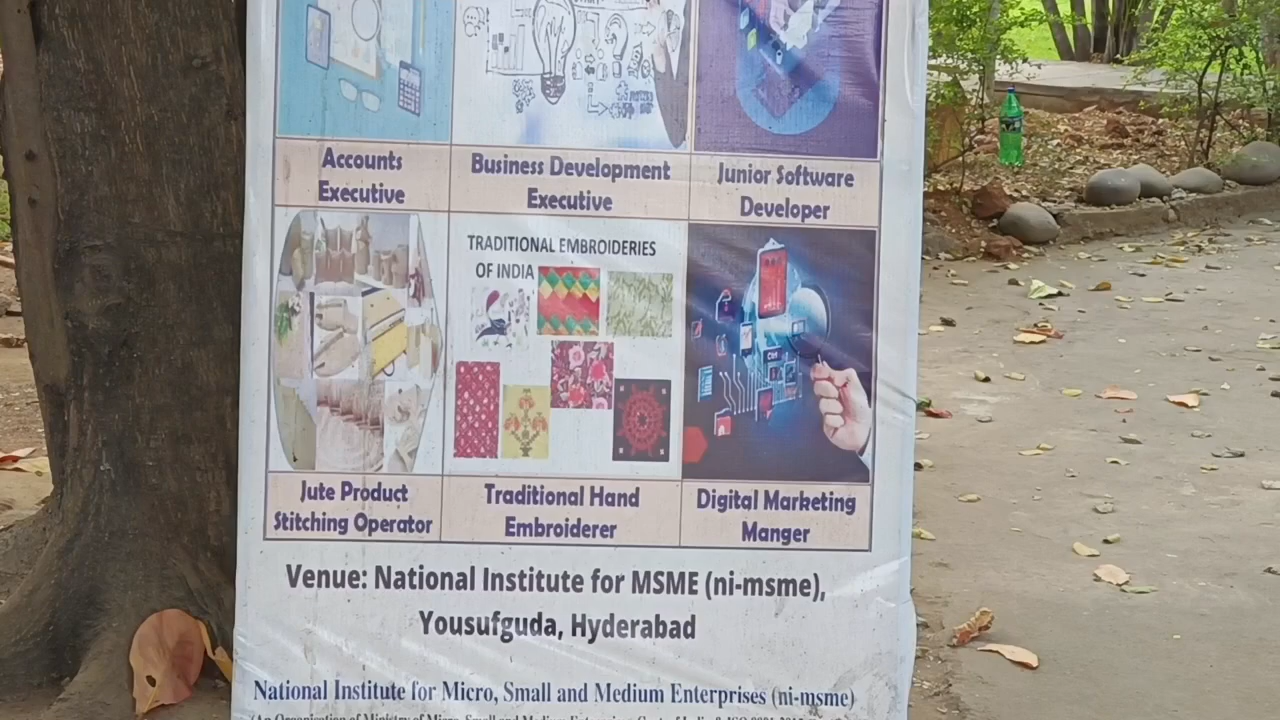 Accounts
Executive
Business Development
Executive
Junior Software
Developer
TRADITIONAL EMBROIDERIES
OF INDIA
Jute Product
Stitching Operator
Traditional Hand
Embroiderer
Digital Marketing
Manger
Venue: National Institute for MSME (ni-msme),
Yousufguda, Hyderabad
National Institute for Micro, Small and Medium Enterprises (ni-msme)